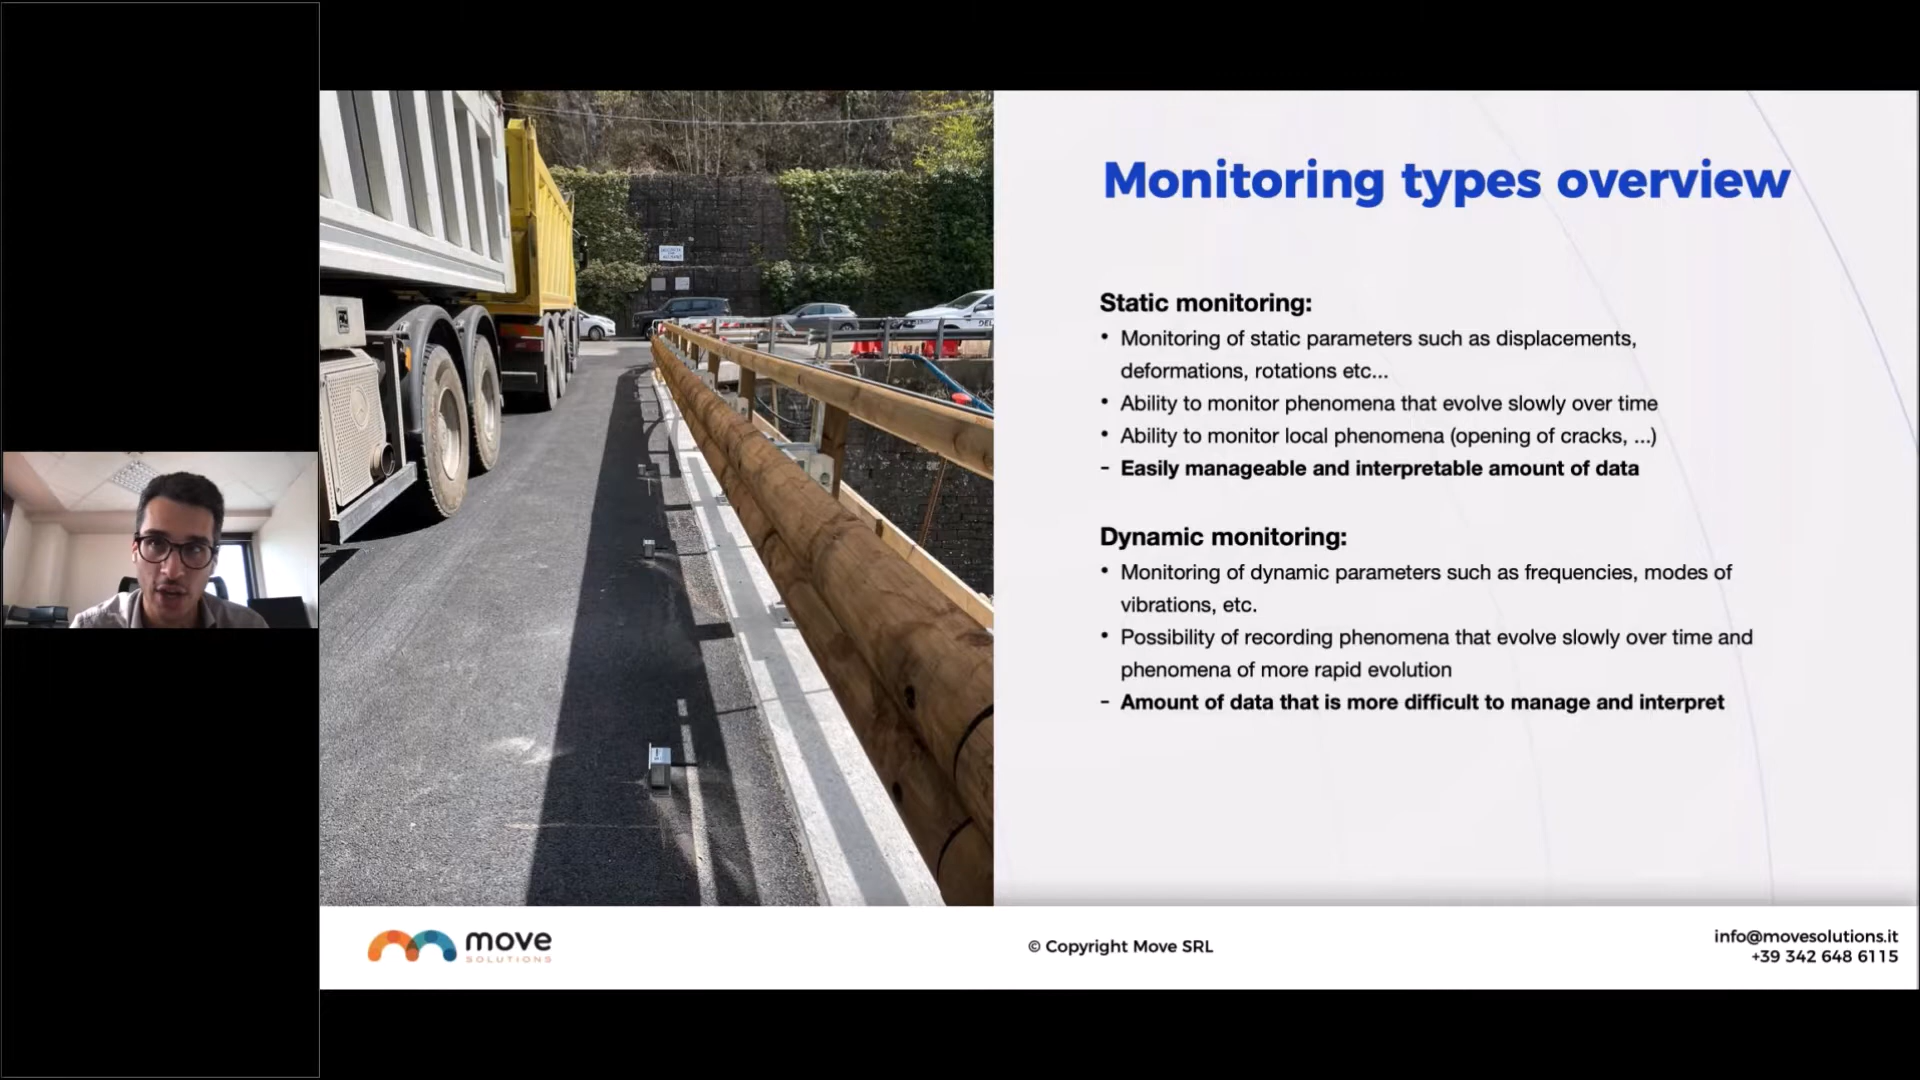 Monitoring types overview
Static monitoring:
• Monitoring of static parameters such as displacements,
deformations, rotations etc...
• Ability to monitor phenomena that evolve slowly over time
• Ability to monitor local phenomena (opening of cracks, ...)
- Easily manageable and interpretable amount of data
Dynamic monitoring:
• Monitoring of dynamic parameters such as frequencies, modes of
vibrations, etc.
• Possibility of recording phenomena that evolve slowly over time and
phenomena of more rapid evolution
- Amount of data that is more difficult to manage and interpret
move
SOLUTIONS
© Copyright Move SRL
info@movesolutions.it
+39 342 648 6115